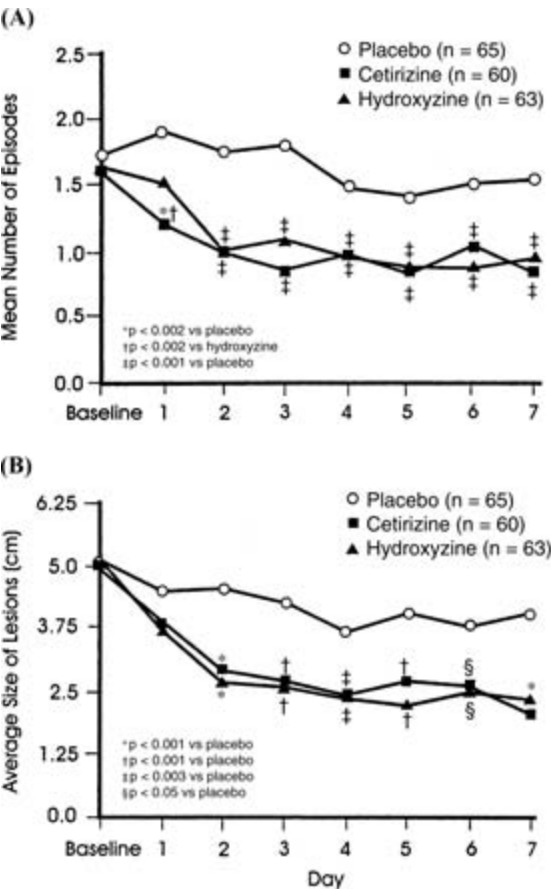 (A)
Placebo (n = 65)
Cetirizine (n = 60)
Hydroxyzine (n = 63)
Mean Number of Episodes
2.5
2.0
1.5
1.0
0.5
0.0
*†
‡ ‡ ‡ ‡ ‡ ‡
‡ ‡ ‡ ‡ ‡ ‡
*p < 0.002 vs placebo
†p < 0.002 vs hydroxyzine
‡p < 0.001 vs placebo
Baseline 1 2 3 4 5 6 7
(B)
Placebo (n = 65)
Cetirizine (n = 60)
Hydroxyzine (n = 63)
Average Size of Lesions (cm)
6.25
5.0
3.75
2.5
1.25
0.0
* † ‡ † § *
* † ‡ † §
*p < 0.001 vs placebo
†p < 0.001 vs placebo
‡p < 0.003 vs placebo
§p < 0.05 vs placebo
Baseline 1 2 3 4 5 6 7
Day